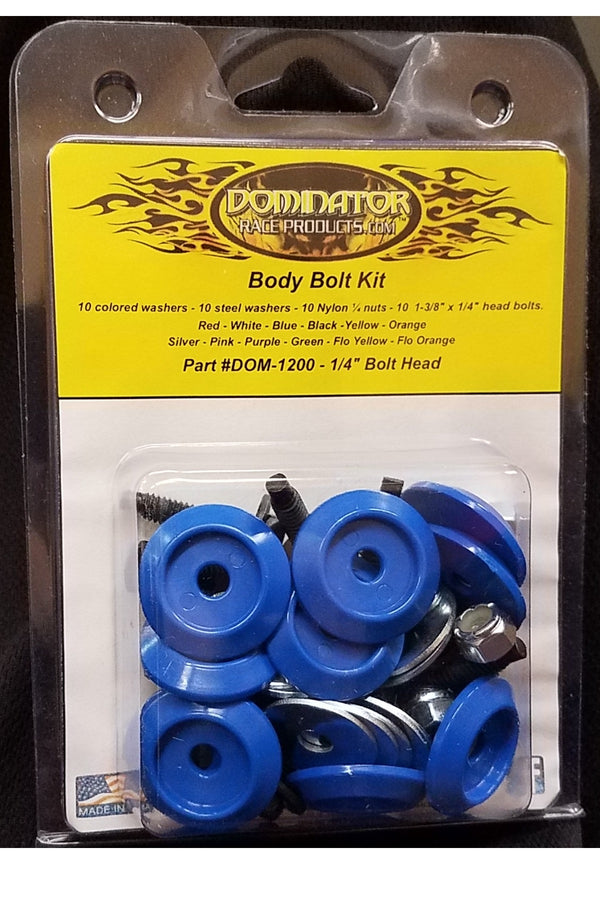 DOMINATOR
RACE PRODUCTS.COM
Body Bolt Kit
10 colored washers - 10 steel washers - 10 Nylon ¼ nuts - 10 1-3/8" x 1/4" head bolts.
Red - White - Blue - Black -Yellow - Orange
Silver - Pink - Purple - Green - Flo Yellow - Flo Orange
Part #DOM-1200 - 1/4" Bolt Head
MADE IN